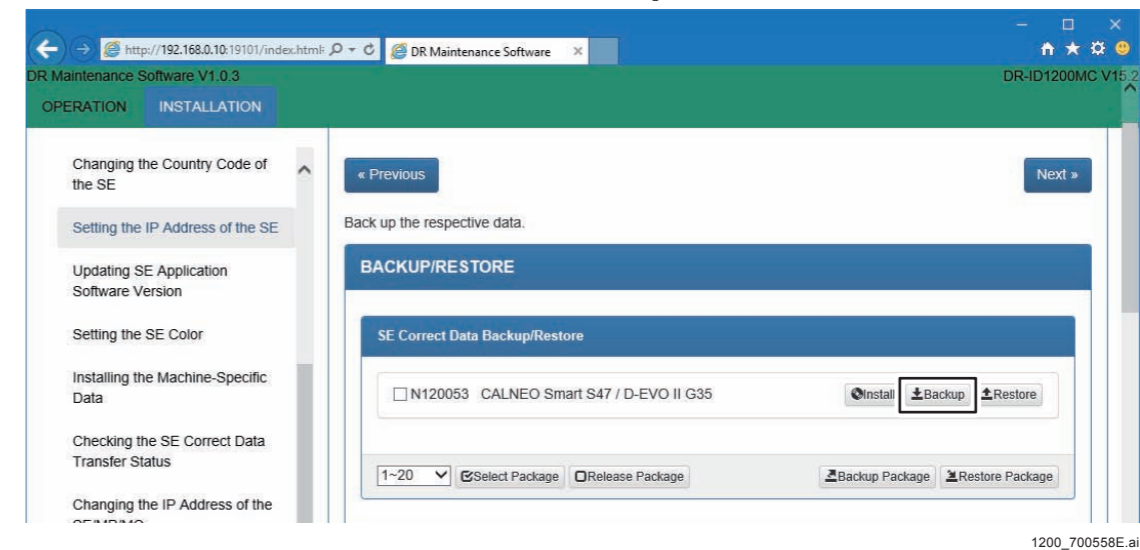 http://192.168.0.10:19101/index.html
DR Maintenance Software
DR Maintenance Software V1.0.3
DR-ID1200MC V15.2
OPERATION
INSTALLATION
Changing the Country Code of
the SE
Setting the IP Address of the SE
Updating SE Application
Software Version
Setting the SE Color
Installing the Machine-Specific
Data
Checking the SE Correct Data
Transfer Status
Changing the IP Address of the
« Previous
Next »
Back up the respective data.
BACKUP/RESTORE
SE Correct Data Backup/Restore
N120053 CALNEO Smart S47 / D-EVO II G35
Install
Backup
Restore
1~20
Select Package
Release Package
Backup Package
Restore Package
1200_700558E.ai